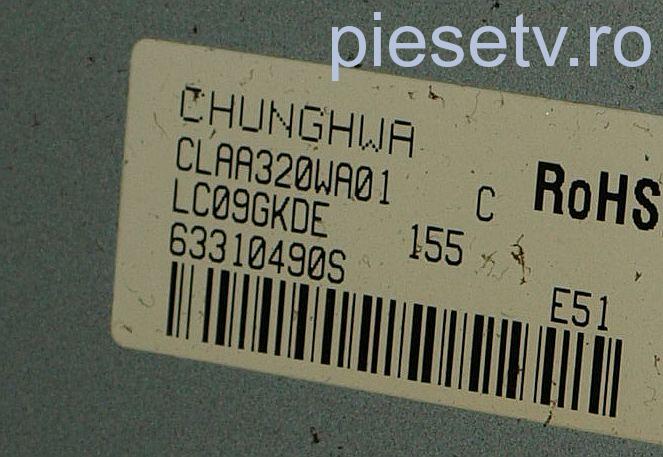 piesetv.ro
CHUNGHWA
CLAA320WA01
C RoHS
LC09GKDE
155
63310490S
E51